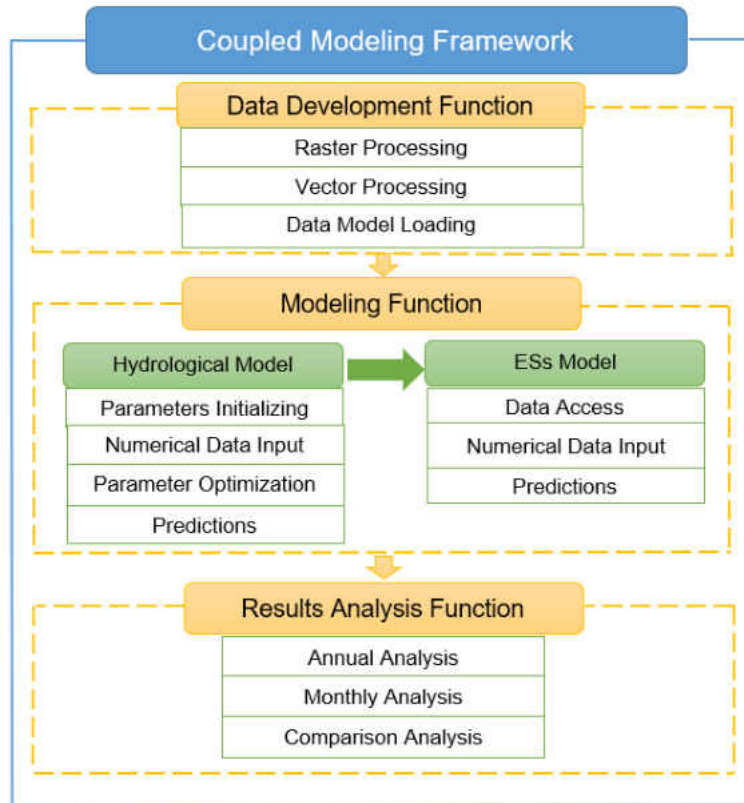 Coupled Modeling Framework
Data Development Function
Raster Processing
Vector Processing
Data Model Loading
Modeling Function
Hydrological Model
Parameters Initializing
Numerical Data Input
Parameter Optimization
Predictions
ESs Model
Data Access
Numerical Data Input
Predictions
Results Analysis Function
Annual Analysis
Monthly Analysis
Comparison Analysis